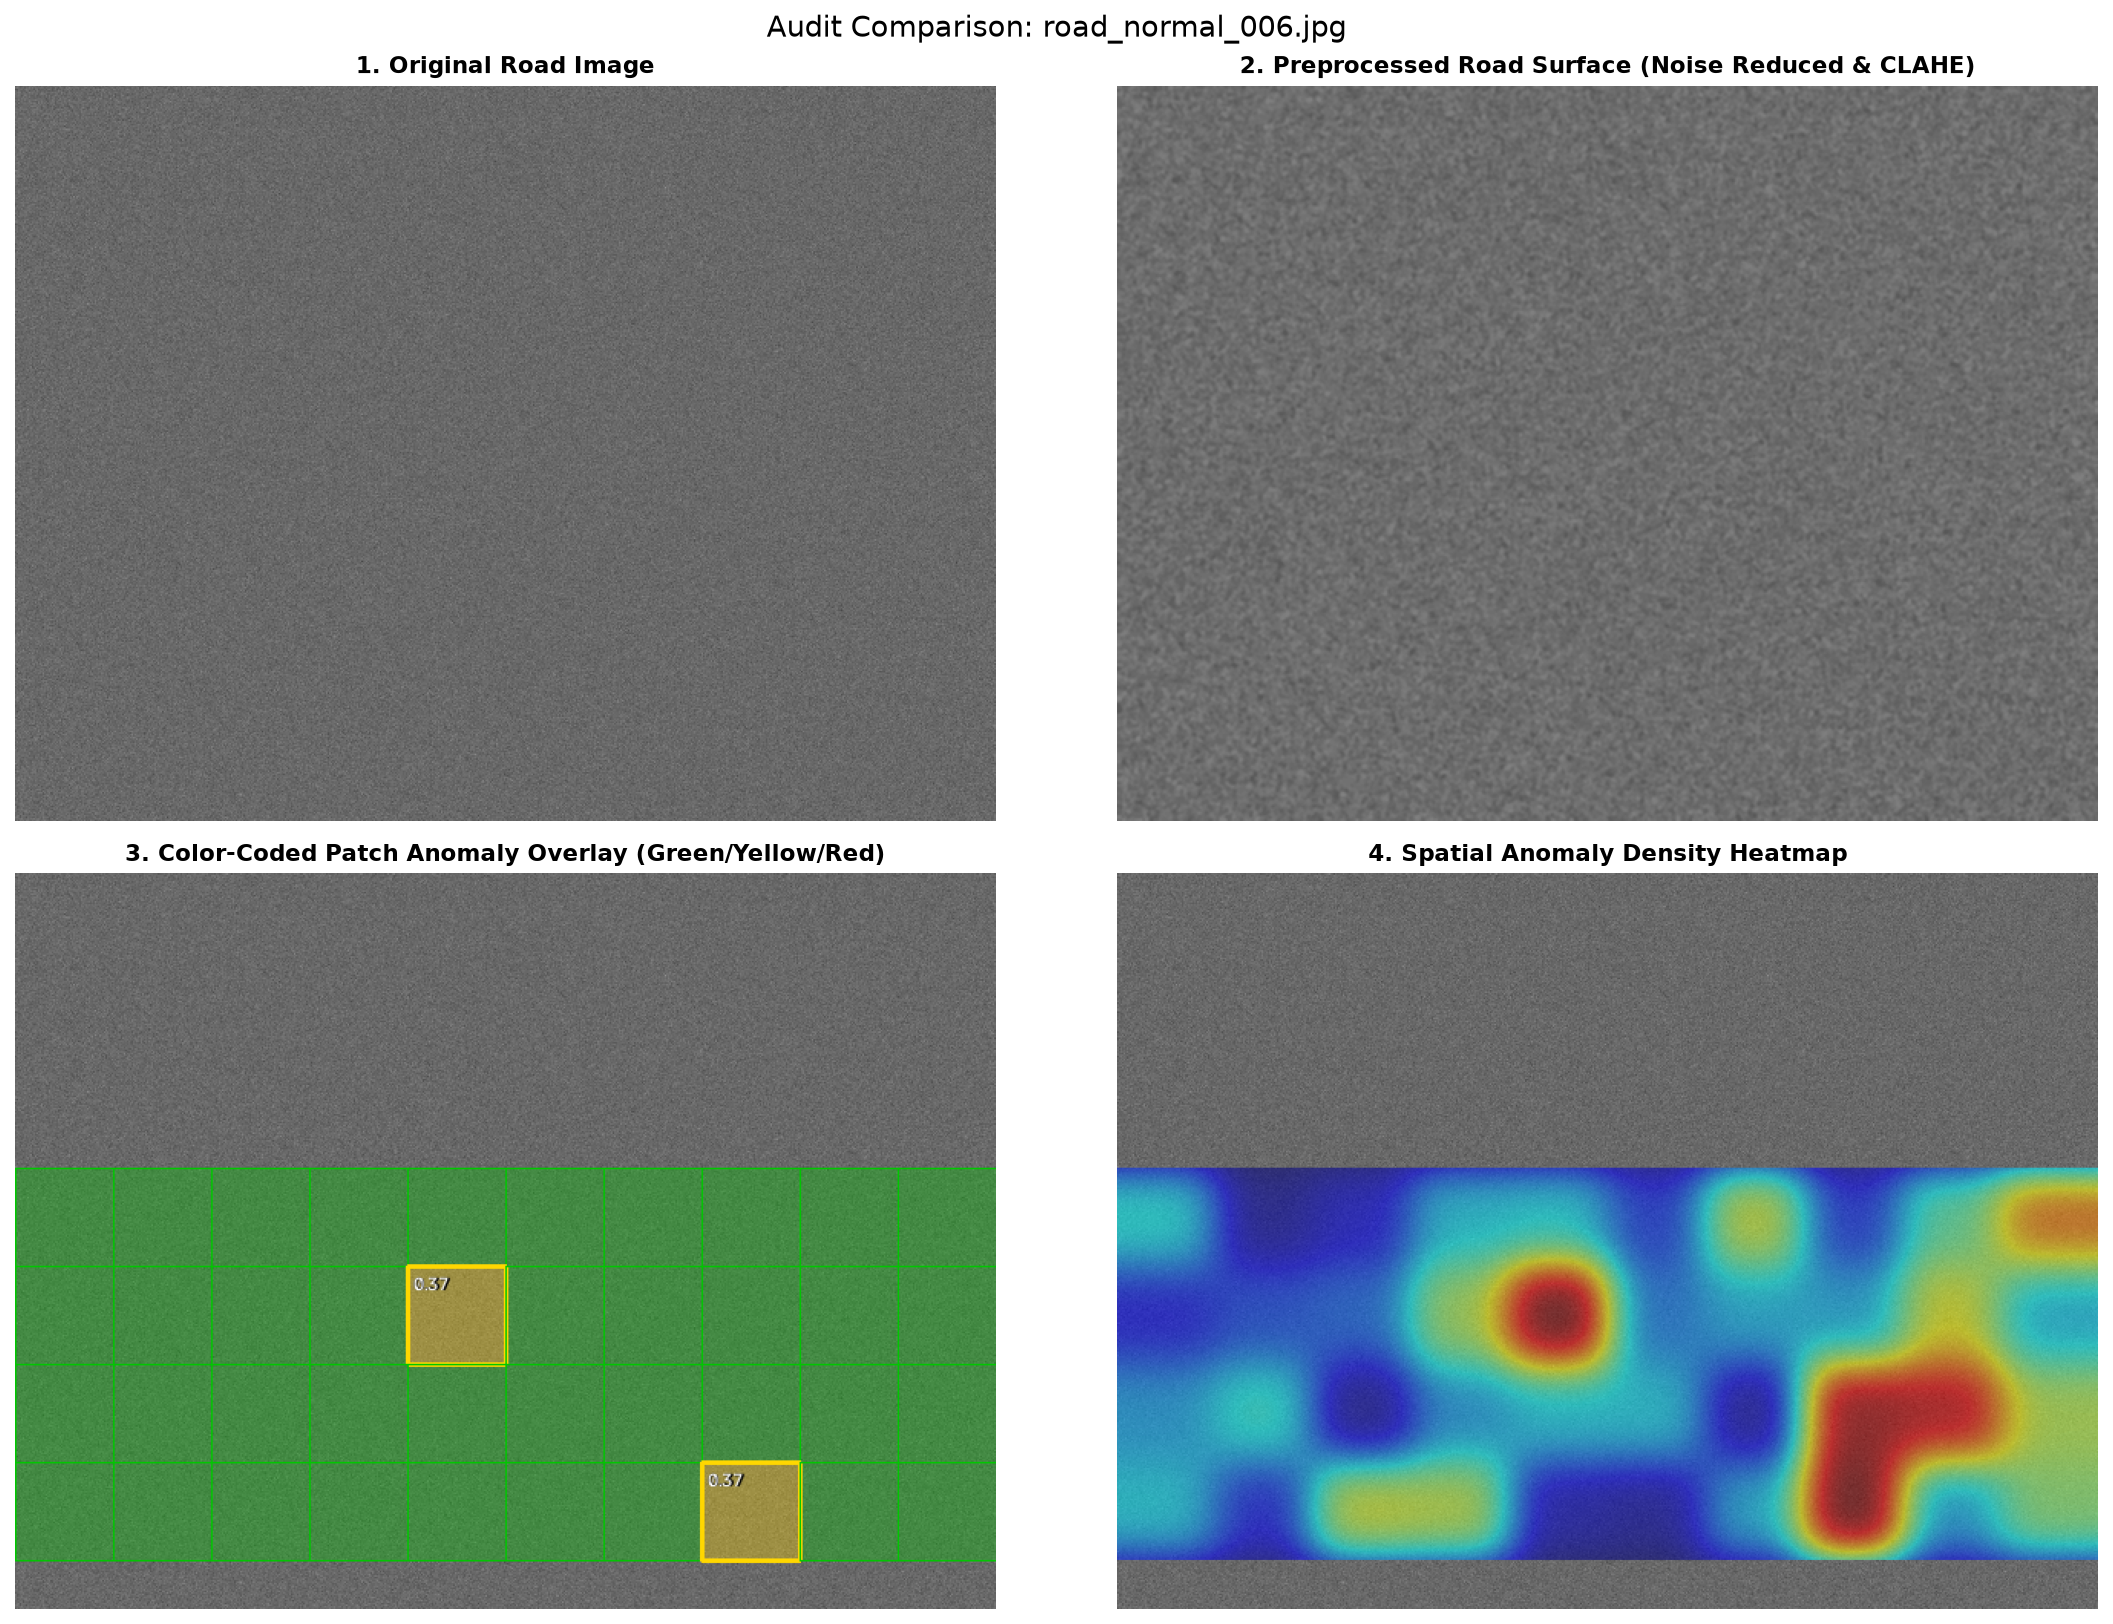 Audit Comparison: road_normal_006.jpg
1. Original Road Image
2. Preprocessed Road Surface (Noise Reduced & CLAHE)
3. Color-Coded Patch Anomaly Overlay (Green/Yellow/Red)
4. Spatial Anomaly Density Heatmap
0.37
0.37